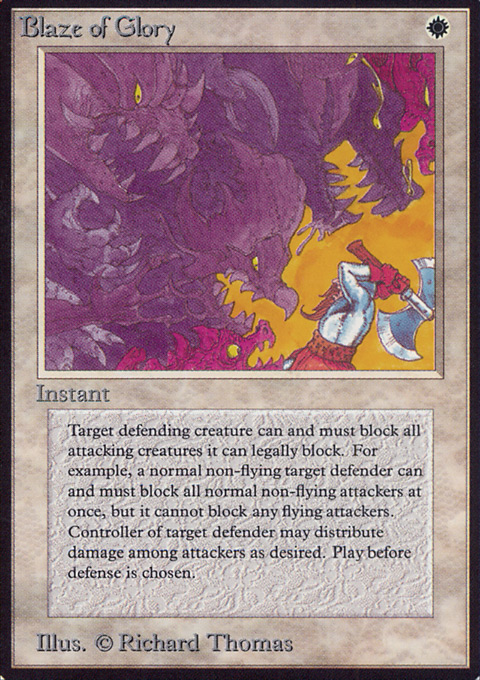 Blaze of Glory
Instant
Target defending creature can and must block all
attacking creatures it can legally block. For
example, a normal non-flying target defender can
and must block all normal non-flying attackers at
once, but it cannot block any flying attackers.
Controller of target defender may distribute
damage among attackers as desired. Play before
defense is chosen.
Illus. © Richard Thomas